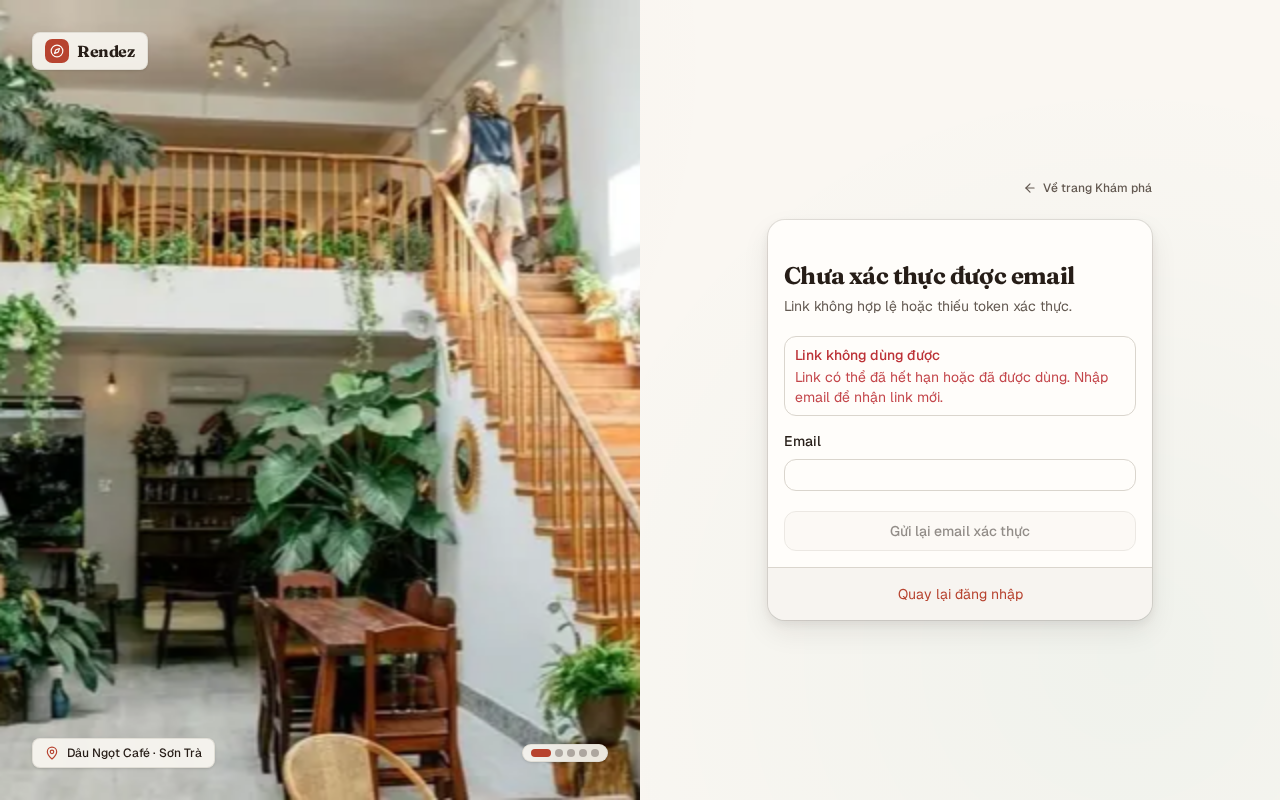 Rendez
Dâu Ngọt Café · Sơn Trà
Về trang Khám phá
Chưa xác thực được email
Link không hợp lệ hoặc thiếu token xác thực.
Link không dùng được
Link có thể đã hết hạn hoặc đã được dùng. Nhập
email để nhận link mới.
Email
Gửi lại email xác thực
Quay lại đăng nhập